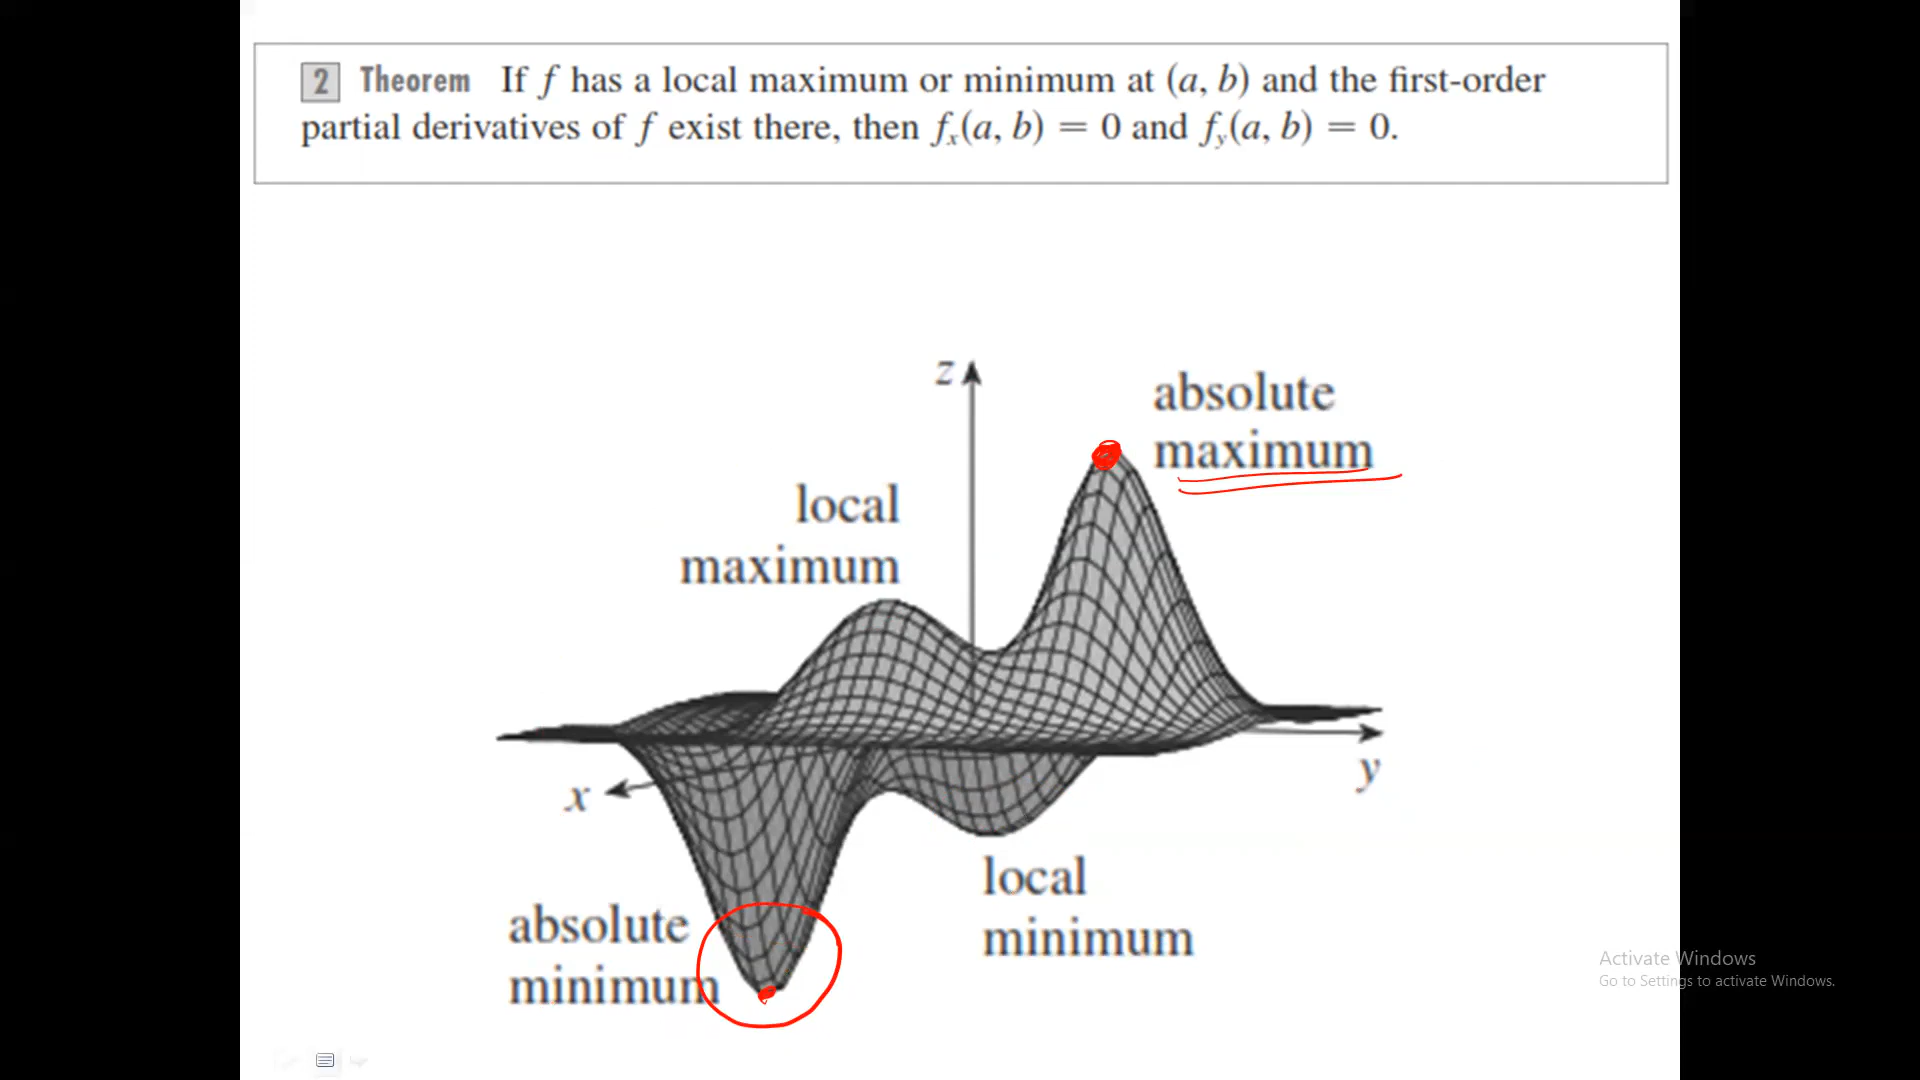 2 Theorem If f has a local maximum or minimum at (a, b) and the first-order
partial derivatives of f exist there, then fₓ(a, b) = 0 and fᵧ(a, b) = 0.
z
absolute
maximum
local
maximum
x
y
local
minimum
absolute
minimum
Activate Windows
Go to Settings to activate Windows.